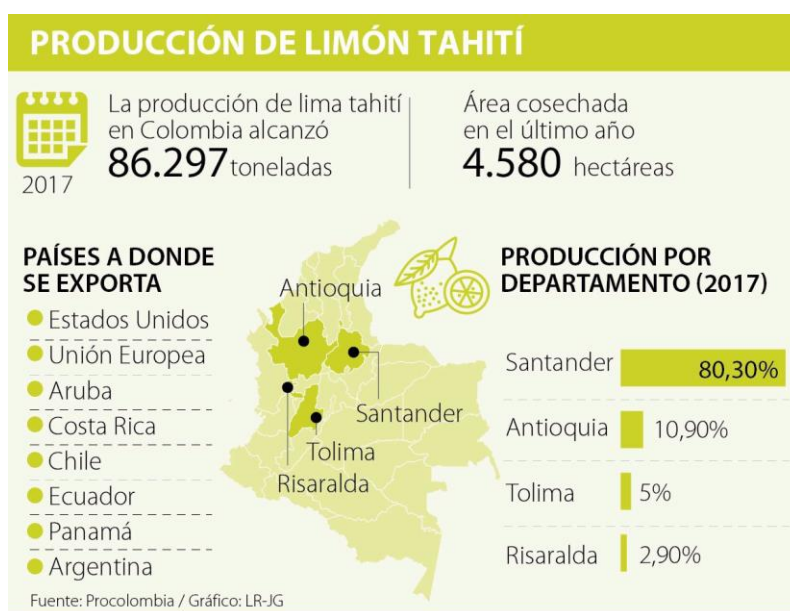 PRODUCCIÓN DE LIMÓN TAHITÍ
2017
La producción de lima tahití
en Colombia alcanzó
86.297 toneladas
Área cosechada
en el último año
4.580 hectáreas
PAÍSES A DONDE
SE EXPORTA
Estados Unidos
Unión Europea
Aruba
Costa Rica
Chile
Ecuador
Panamá
Argentina
Antioquia
Santander
Tolima
Risaralda
PRODUCCIÓN POR
DEPARTAMENTO (2017)
Santander 80,30%
Antioquia 10,90%
Tolima 5%
Risaralda 2,90%
Fuente: Procolombia / Gráfico: LR-JG